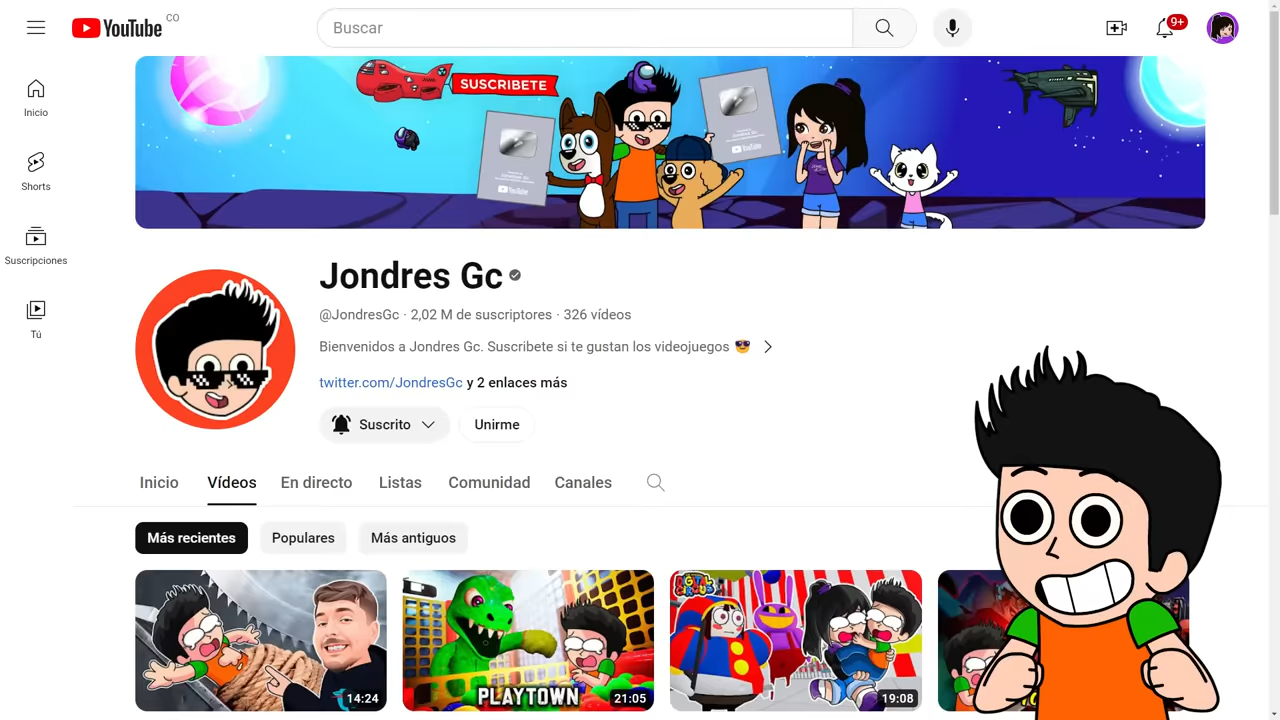 YouTube CO
Buscar
9+
SUSCRIBETE
YouTube
YouTube
Inicio
Shorts
Suscripciones
Tú
Jondres Gc
@JondresGc · 2,02 M de suscriptores · 326 vídeos
Bienvenidos a Jondres Gc. Suscribete si te gustan los videojuegos 😎
twitter.com/JondresGc y 2 enlaces más
Suscrito
Unirme
Inicio
Vídeos
En directo
Listas
Comunidad
Canales
Más recientes
Populares
Más antiguos
14:24
PLAYTOWN
21:05
DIGITAL
CIRCUS
19:08